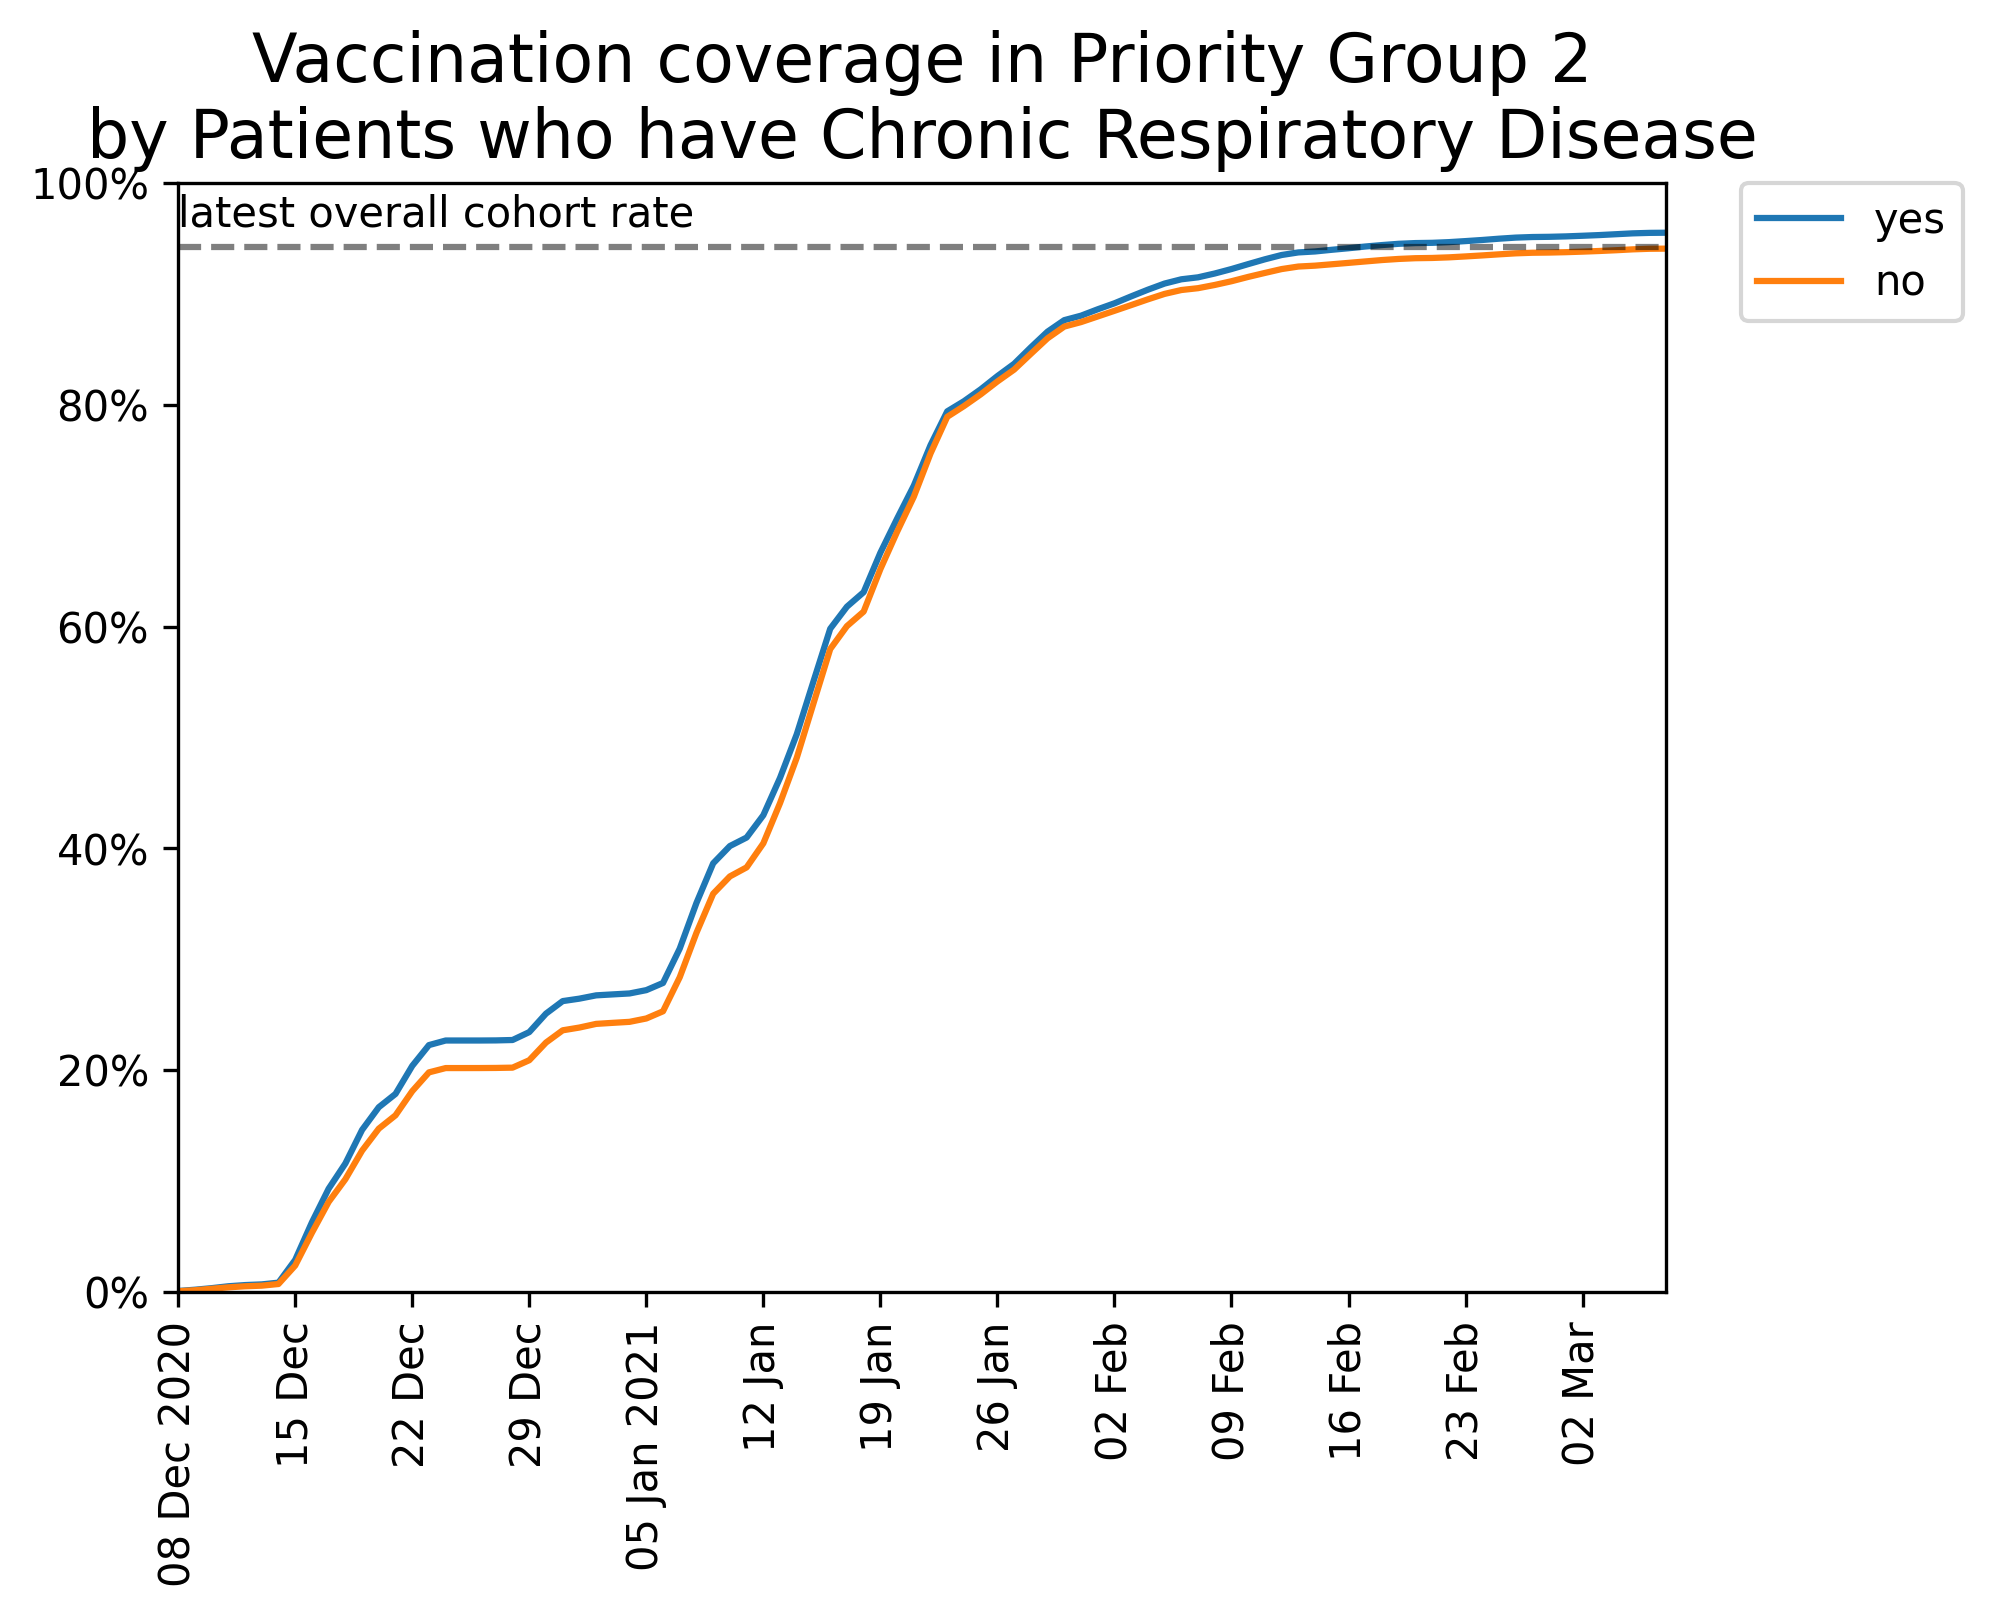 Vaccination coverage in Priority Group 2
by Patients who have Chronic Respiratory Disease
100%
latest overall cohort rate
yes
no
80%
60%
40%
20%
0%
08 Dec 2020
15 Dec
22 Dec
29 Dec
05 Jan 2021
12 Jan
19 Jan
26 Jan
02 Feb
09 Feb
16 Feb
23 Feb
02 Mar